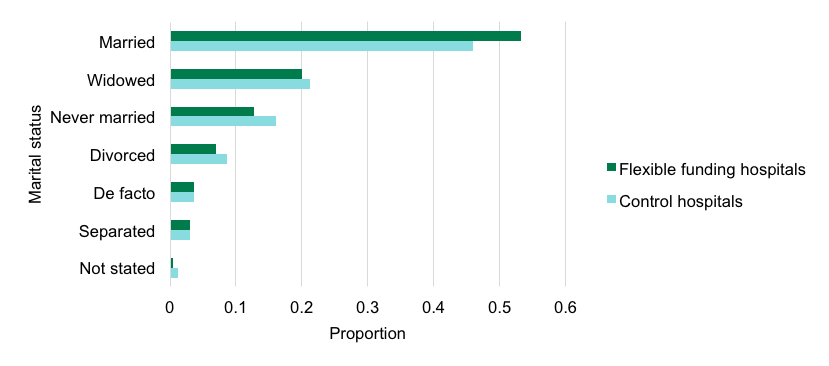 Marital status
Married
Widowed
Never married
Divorced
De facto
Separated
Not stated
0 0.1 0.2 0.3 0.4 0.5 0.6
Proportion
Flexible funding hospitals
Control hospitals